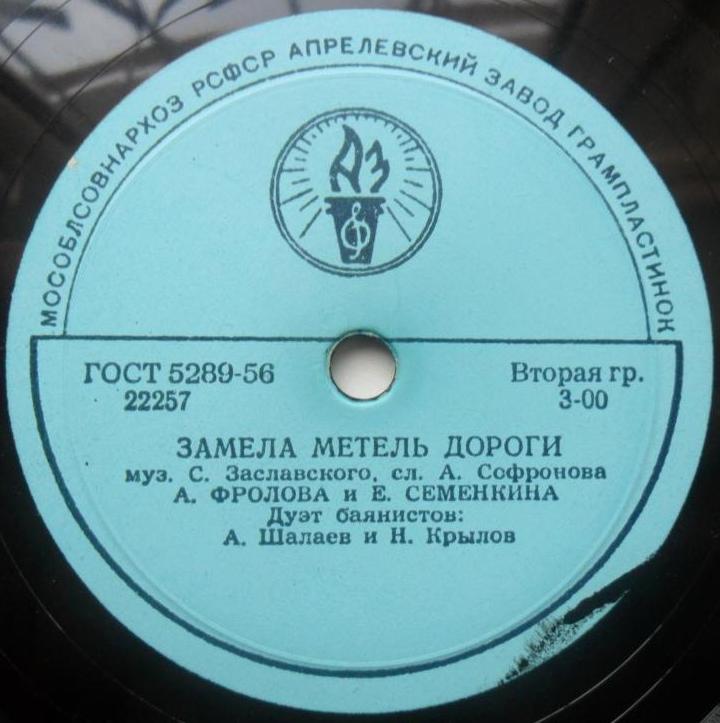 МОСОБЛСОВНАРХОЗ РСФСР АПРЕЛЕВСКИЙ ЗАВОД ГРАМПЛАСТИНОК
АЗ
ГОСТ 5289-56
Вторая гр.
22257
3-00
ЗАМЕЛА МЕТЕЛЬ ДОРОГИ
муз. С. Заславского, сл. А. Софронова
А. ФРОЛОВА и Е. СЕМЕНКИНА
Дуэт баянистов:
А. Шалаев и Н. Крылов